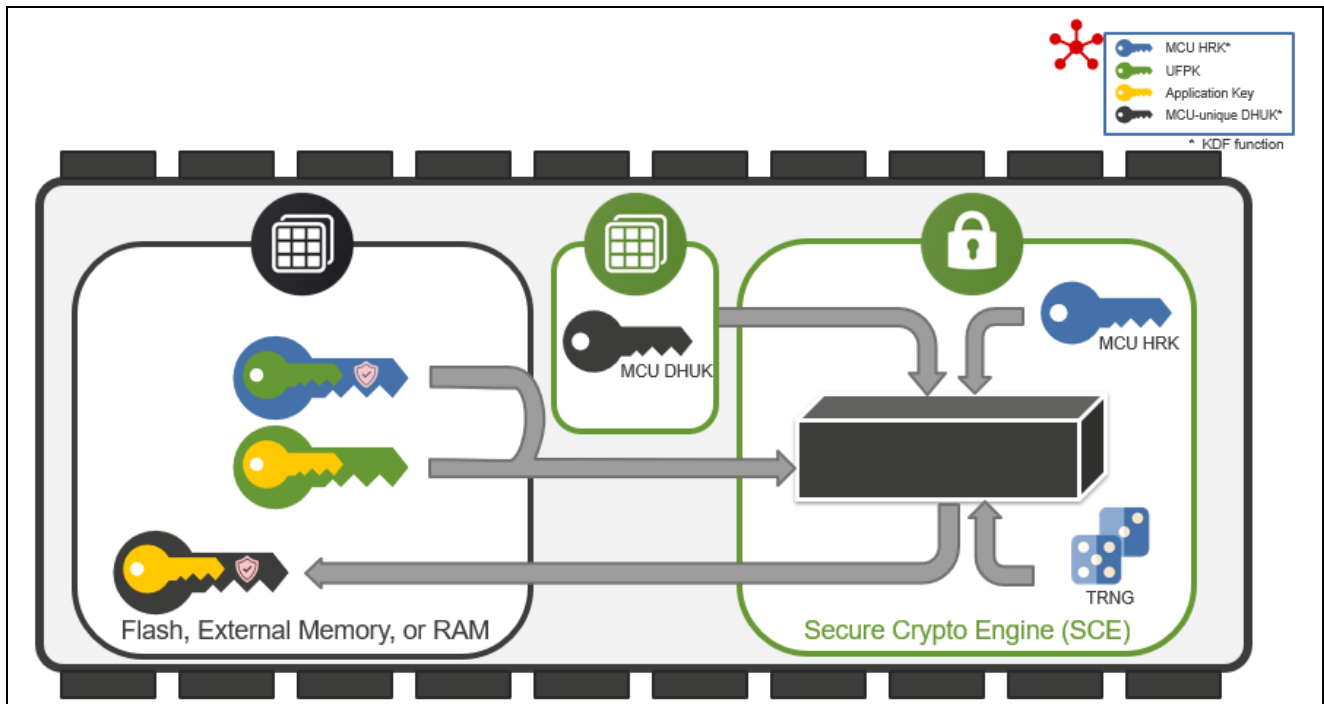 MCU HRK*
UFPK
Application Key
MCU-unique DHUK*
* KDF function
MCU DHUK
MCU HRK
TRNG
Flash, External Memory, or RAM
Secure Crypto Engine (SCE)